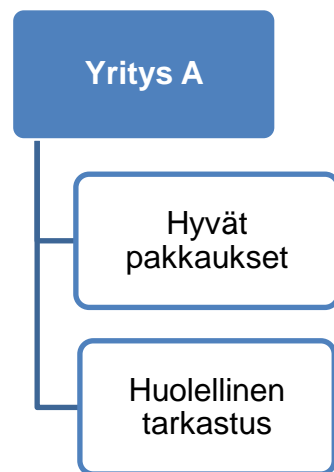 Yritys A
Hyvät
pakkaukset
Huolellinen
tarkastus